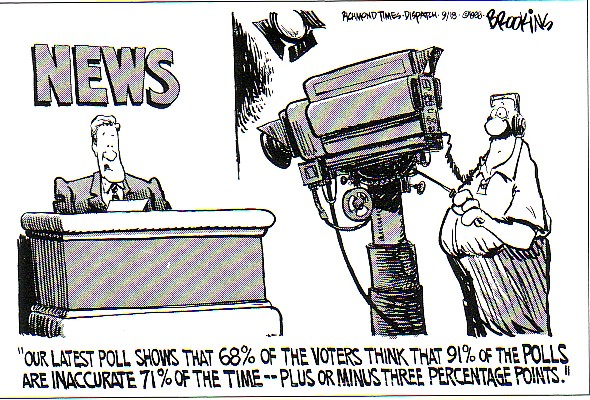 RICHMOND TIMES-DISPATCH · 9/18 ·
BROOKINS
NEWS
"OUR LATEST POLL SHOWS THAT 68% OF THE VOTERS THINK THAT 91% OF THE POLLS
ARE INACCURATE 71% OF THE TIME -- PLUS OR MINUS THREE PERCENTAGE POINTS."